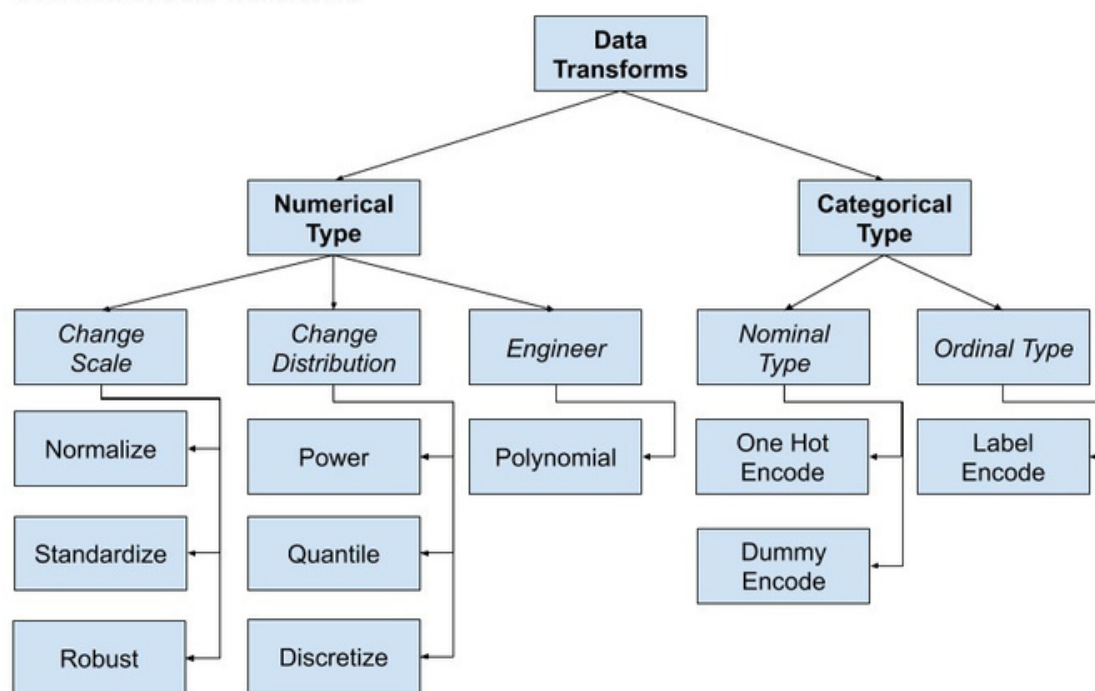 Data
Transforms
Numerical
Type
Categorical
Type
Change
Scale
Change
Distribution
Engineer
Nominal
Type
Ordinal Type
Normalize
Power
Polynomial
One Hot
Encode
Label
Encode
Standardize
Quantile
Dummy
Encode
Robust
Discretize